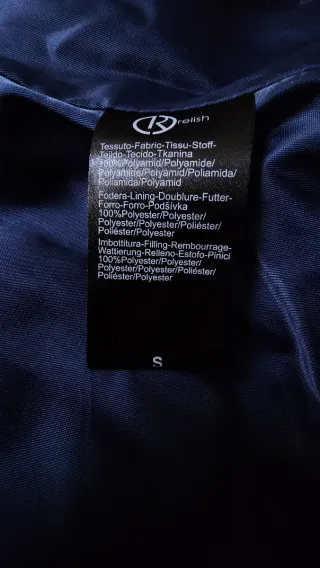 relish
Tessuto-Fabric-Tissu-Stoff-
Tejido-Tecido-Tkanina
100%Polyamid/Polyamide/
Polyamide/Polyamid/Poliamida/
Poliamida/Polyamid
Fodera-Lining-Doublure-Futter-
Forro-Forro-Podšívka
100%Polyester/Polyester/
Polyester/Polyester/Poliéster/
Poliéster/Polyester
Imbottitura-Filling-Rembourrage-
Wattierung-Relleno-Estofo-Pinici
100%Polyester/Polyester/
Polyester/Polyester/Poliéster/
Poliéster/Polyester
S